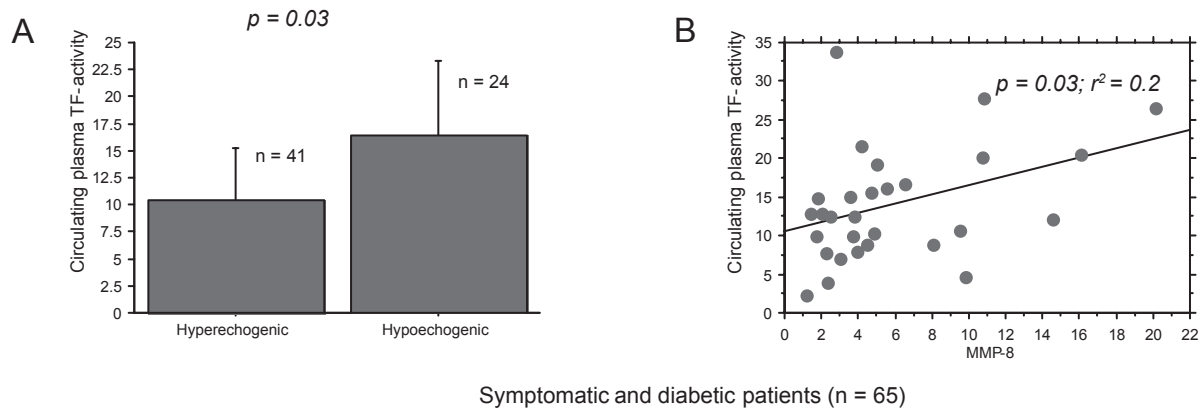 A
p = 0.03
Circulating plasma TF-activity
25
22.5
20
17.5
15
12.5
10
7.5
5
2.5
0
n = 41
n = 24
Hyperechogenic
Hypoechogenic
B
p = 0.03; r² = 0.2
Circulating plasma TF-activity
35
30
25
20
15
10
5
0
0 2 4 6 8 10 12 14 16 18 20 22
MMP-8
Symptomatic and diabetic patients (n = 65)